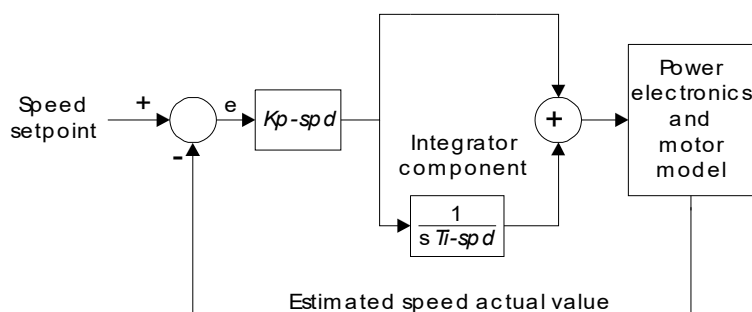 Speed
setpoint
+
-
e
Kp-spd
Integrator
component
1
s Ti-spd
+
Power
electronics
and
motor
model
Estimated speed actual value